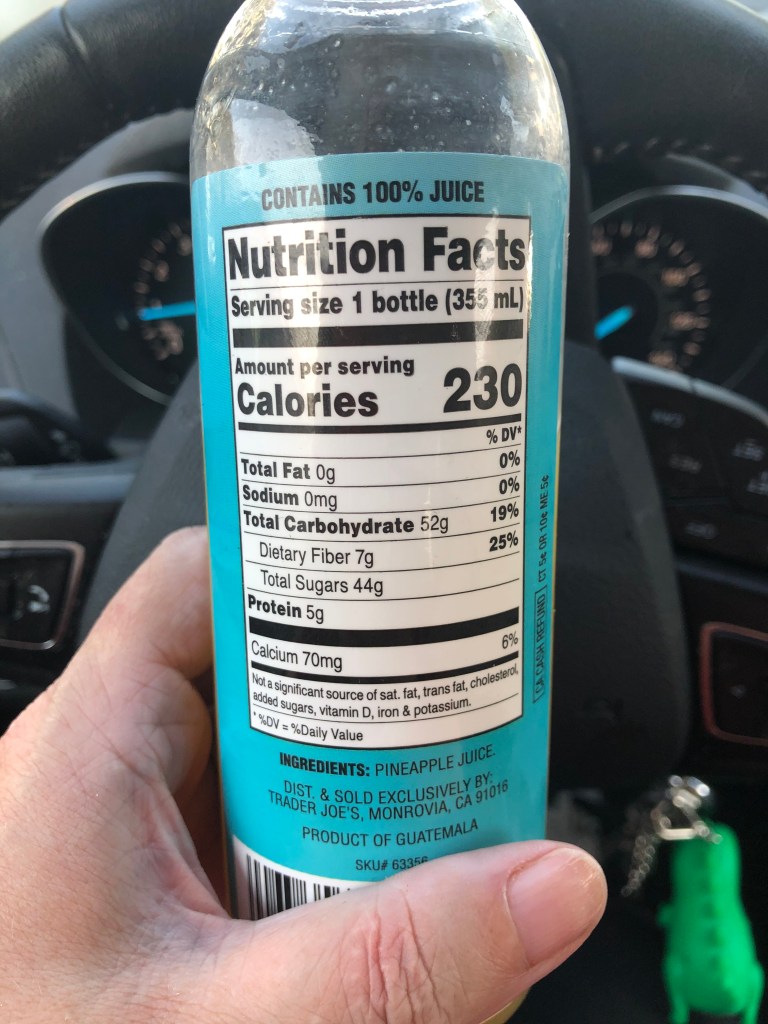 CONTAINS 100% JUICE
Nutrition Facts
Serving size 1 bottle (355 mL)
Amount per serving
Calories 230
% DV*
Total Fat 0g 0%
Sodium 0mg 0%
Total Carbohydrate 52g 19%
Dietary Fiber 7g 25%
Total Sugars 44g
Protein 5g
Calcium 70mg 6%
Not a significant source of sat. fat, trans fat, cholesterol,
added sugars, vitamin D, iron & potassium.
* %DV = %Daily Value
INGREDIENTS: PINEAPPLE JUICE.
DIST. & SOLD EXCLUSIVELY BY:
TRADER JOE'S, MONROVIA, CA 91016
PRODUCT OF GUATEMALA
SKU# 63356
CA CASH REFUND CT 5¢ OR 10¢ ME 5¢